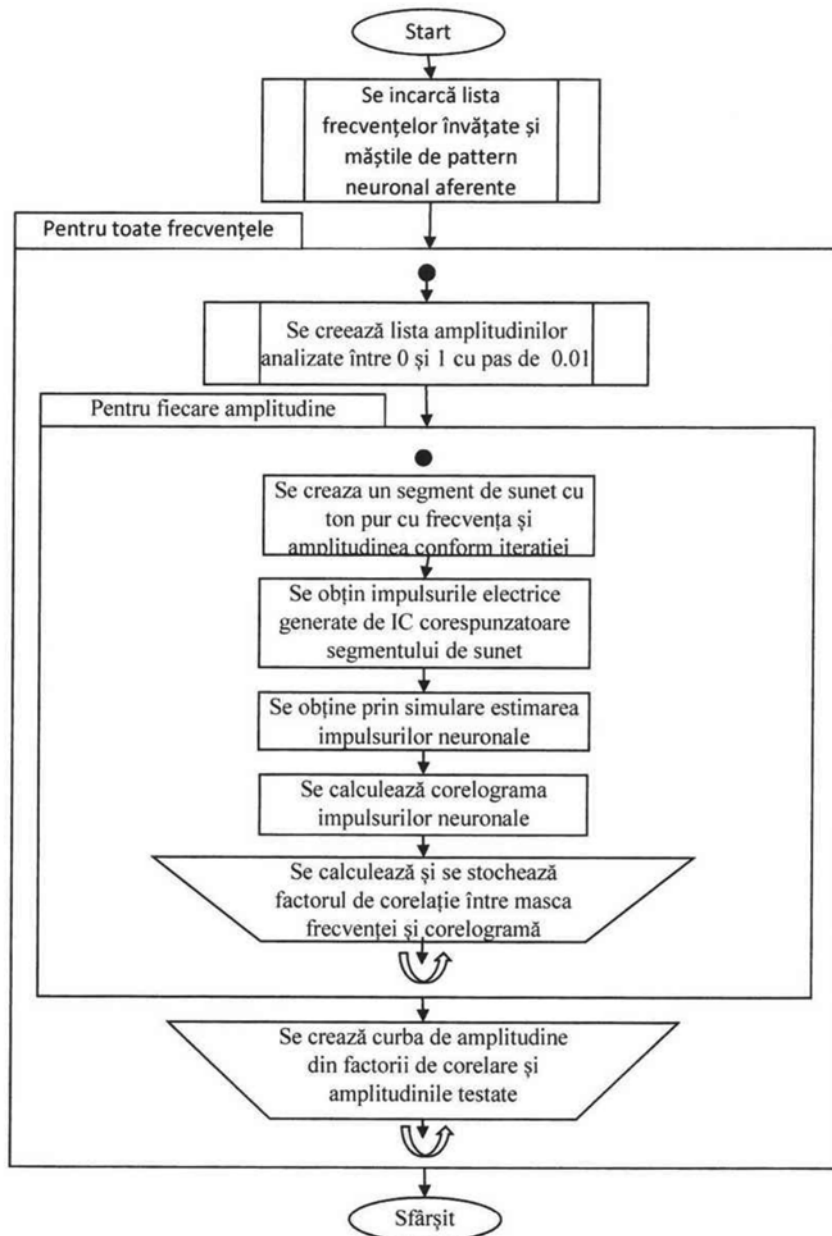 Start
Se incarcă lista
frecvențelor învățate și
măștile de pattern
neuronal aferente
Pentru toate frecvențele
Se creează lista amplitudinilor
analizate între 0 și 1 cu pas de 0.01
Pentru fiecare amplitudine
Se creaza un segment de sunet cu
ton pur cu frecvența și
amplitudinea conform iterației
Se obțin impulsurile electrice
generate de IC corespunzatoare
segmentului de sunet
Se obține prin simulare estimarea
impulsurilor neuronale
Se calculează corelograma
impulsurilor neuronale
Se calculează și se stochează
factorul de corelație între masca
frecvenței și corelogramă
Se crează curba de amplitudine
din factorii de corelare și
amplitudinile testate
Sfârșit